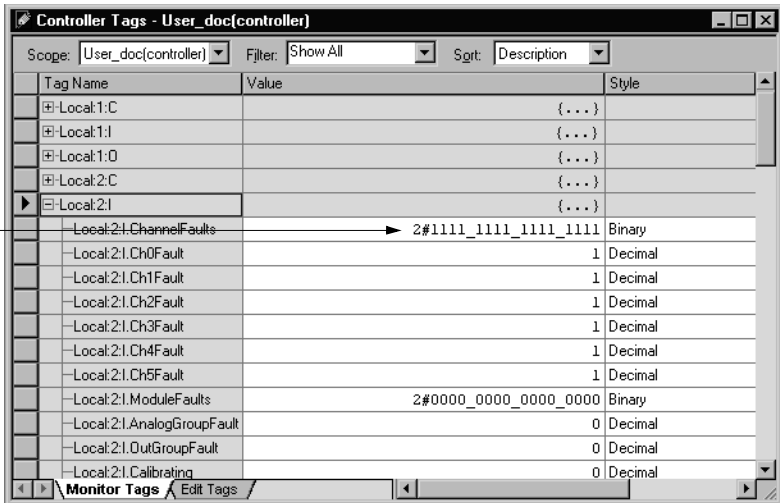 Controller Tags - User_doc(controller)
Scope: User_doc(controller) Filter: Show All Sort: Description
Tag Name Value Style
Local:1:C {...}
Local:1:I {...}
Local:1:O {...}
Local:2:C {...}
Local:2:I {...}
Local:2:I.ChannelFaults 2#1111_1111_1111_1111 Binary
Local:2:I.Ch0Fault 1 Decimal
Local:2:I.Ch1Fault 1 Decimal
Local:2:I.Ch2Fault 1 Decimal
Local:2:I.Ch3Fault 1 Decimal
Local:2:I.Ch4Fault 1 Decimal
Local:2:I.Ch5Fault 1 Decimal
Local:2:I.ModuleFaults 2#0000_0000_0000_0000 Binary
Local:2:I.AnalogGroupFault 0 Decimal
Local:2:I.OutGroupFault 0 Decimal
Local:2:I.Calibrating 0 Decimal
Monitor Tags Edit Tags